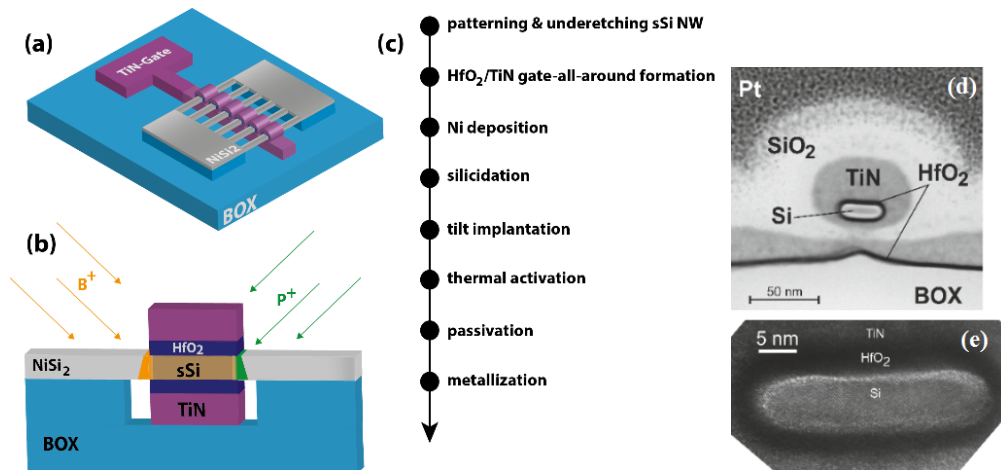 (a)
TiN-Gate
NiSi2
BOX
(b)
B+
P+
HfO2
NiSi2
sSi
TiN
BOX
(c)
patterning & underetching sSi NW
HfO2/TiN gate-all-around formation
Ni deposition
silicidation
tilt implantation
thermal activation
passivation
metallization
Pt
(d)
SiO2
TiN
HfO2
Si
50 nm
BOX
5 nm
TiN
(e)
HfO2
Si